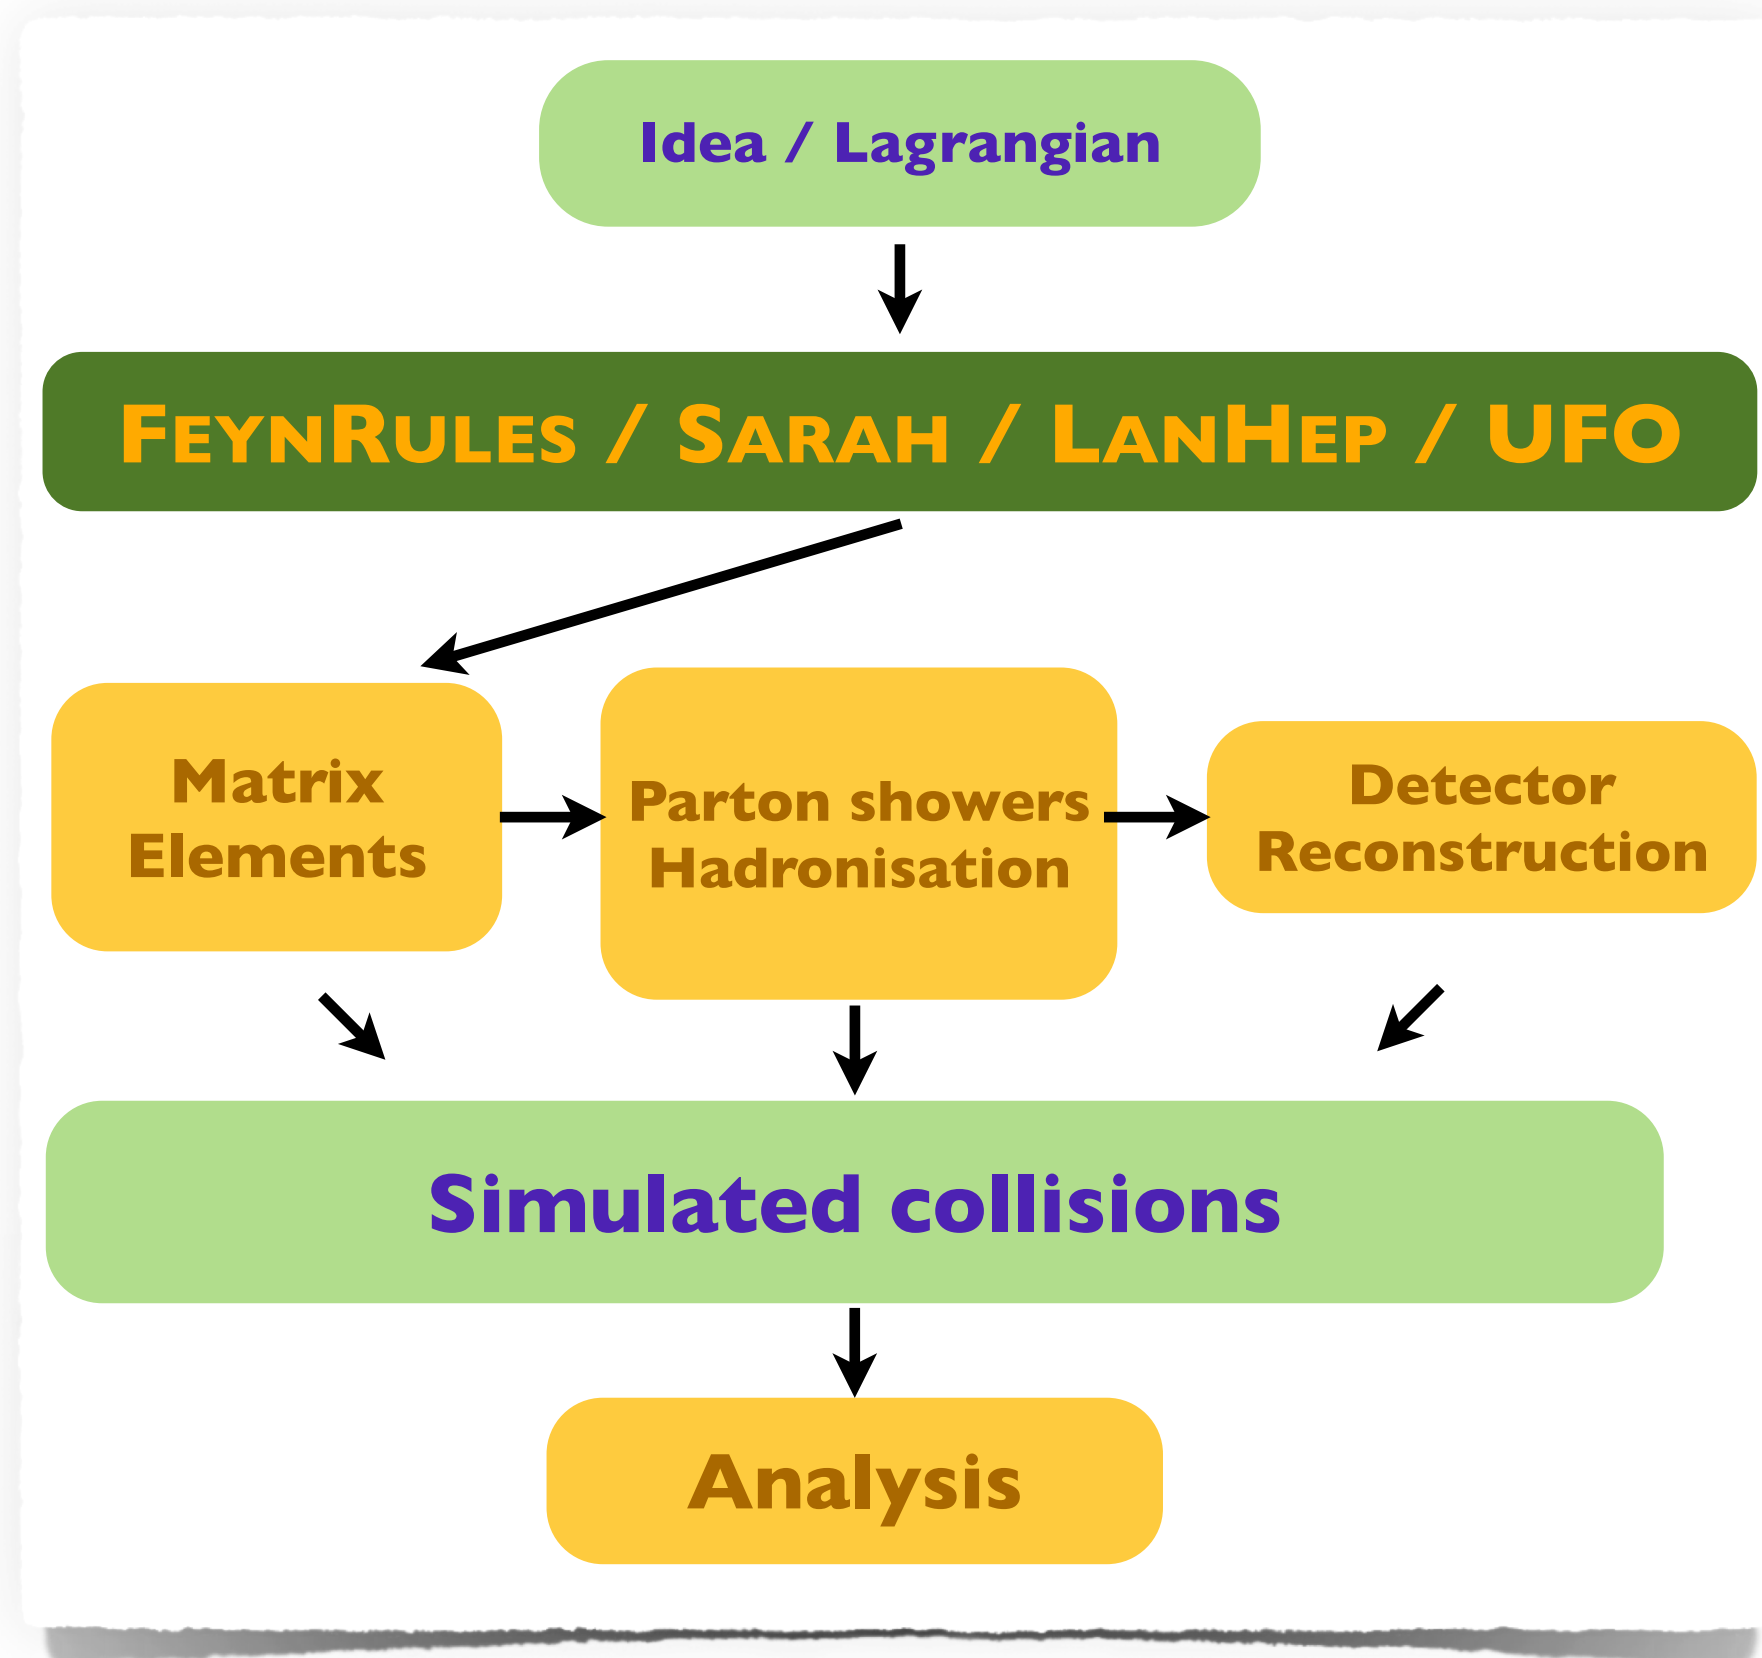 Idea / Lagrangian
FEYNRULES / SARAH / LANHEP / UFO
Matrix
Elements
Parton showers
Hadronisation
Detector
Reconstruction
Simulated collisions
Analysis